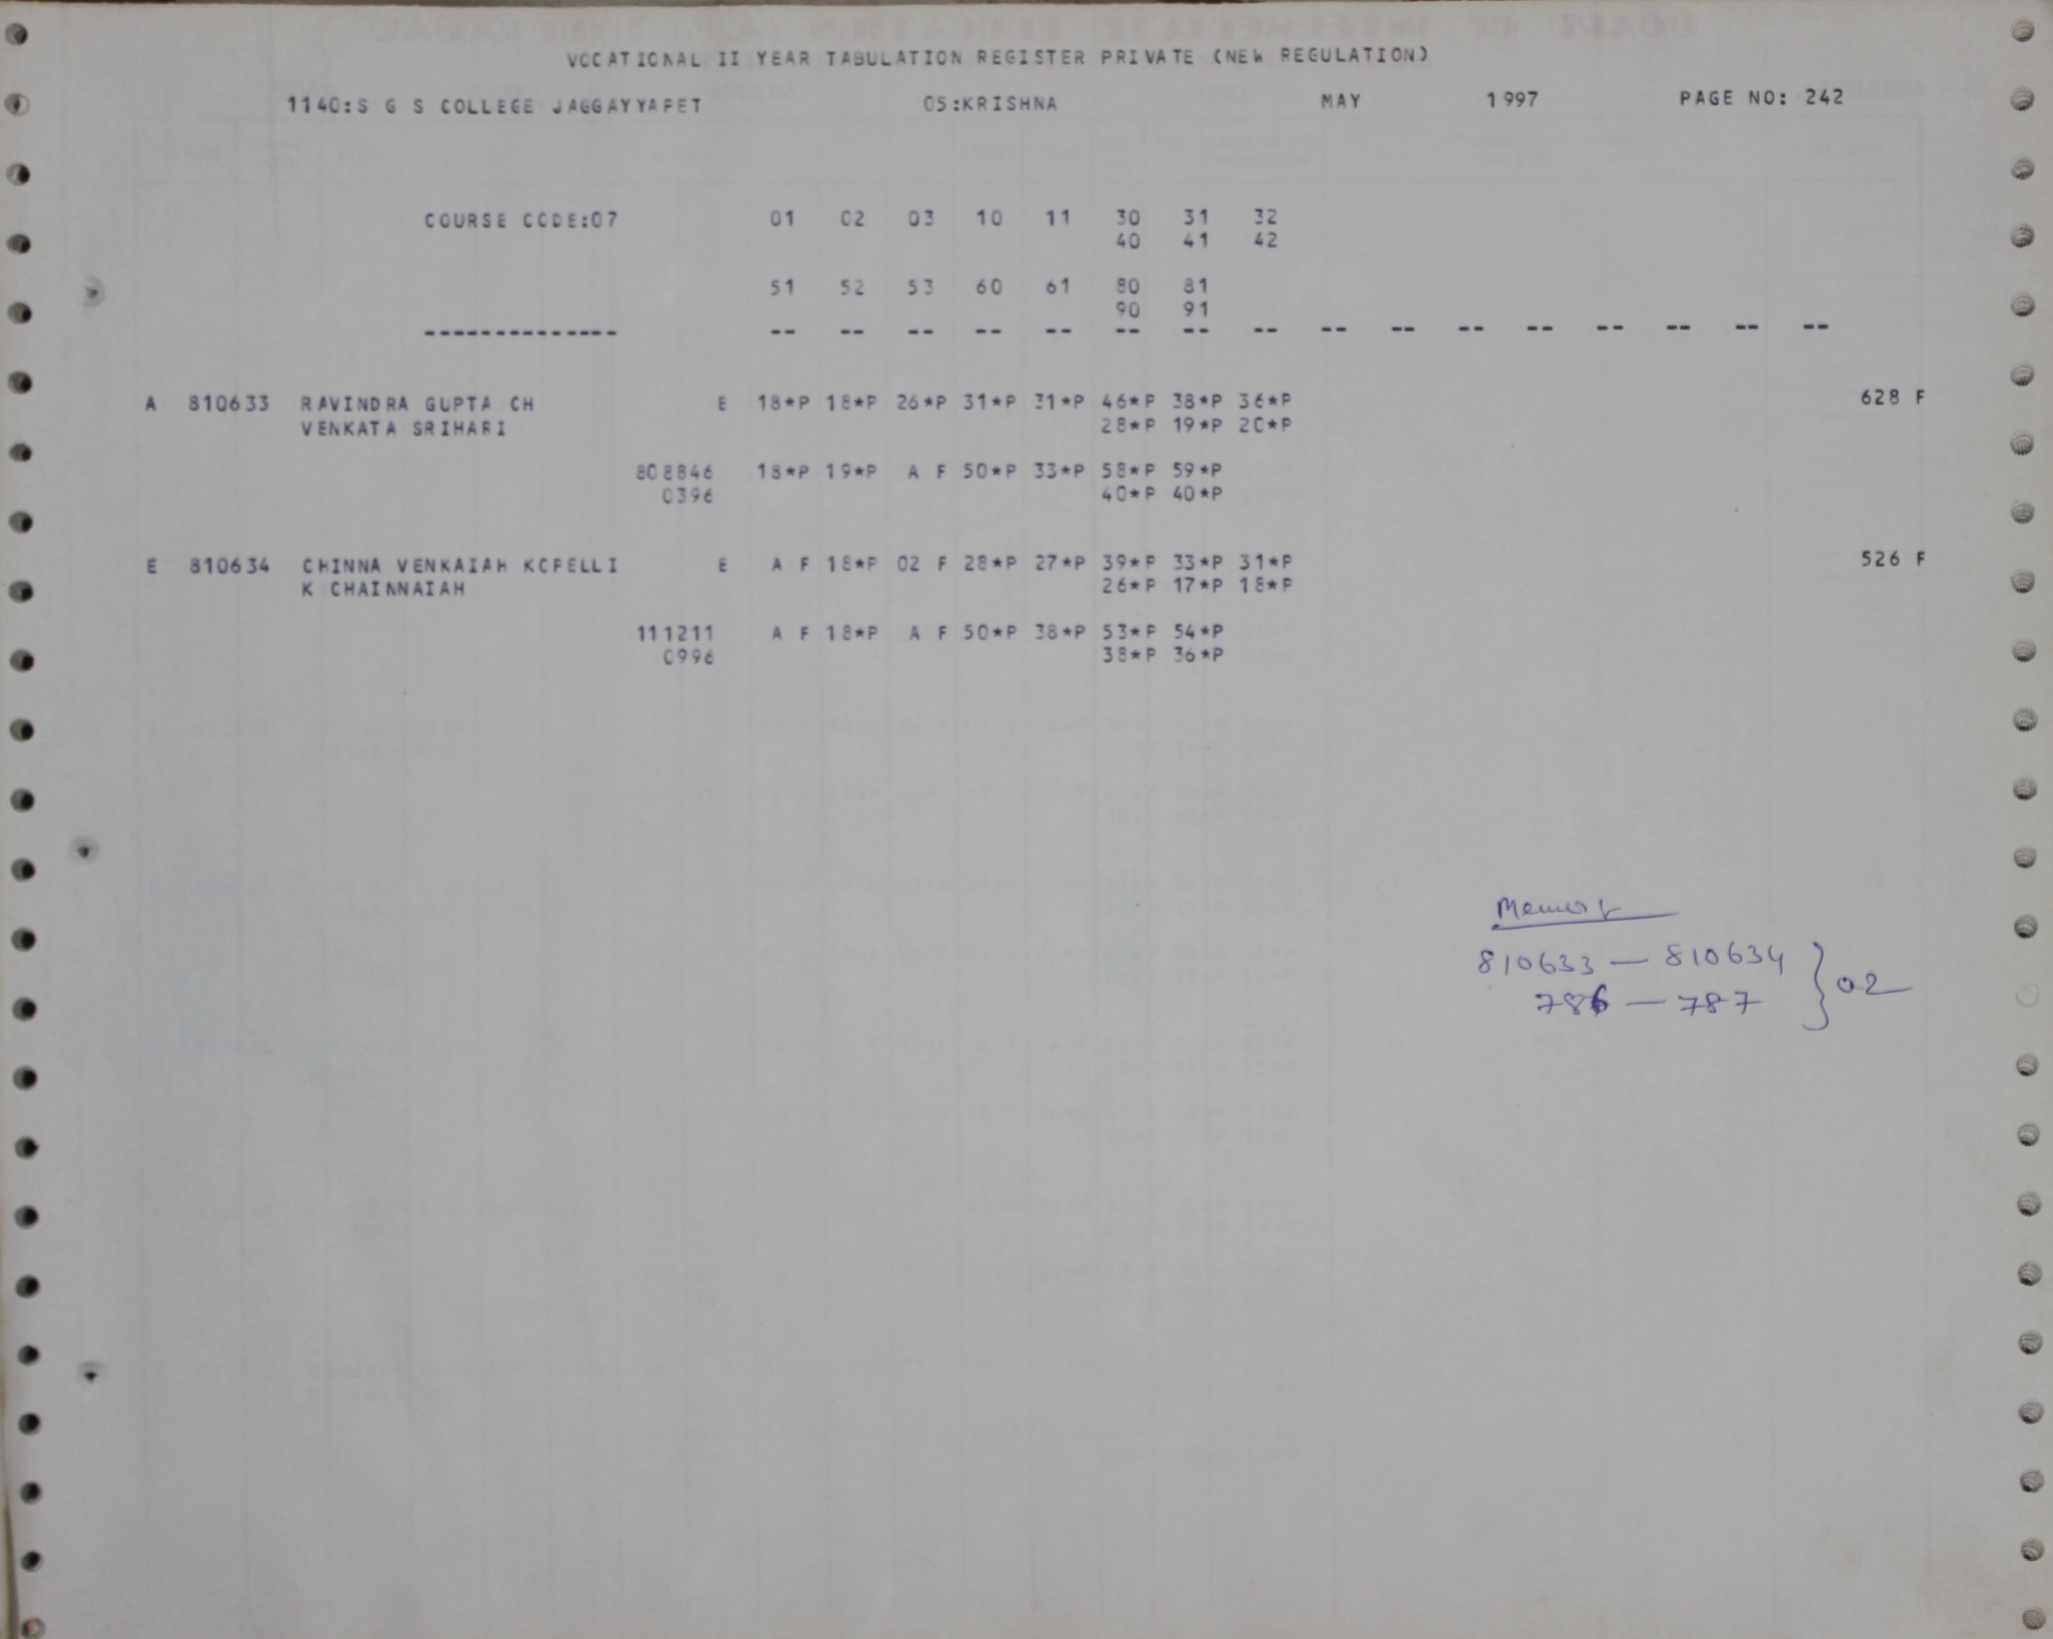 VOCATIONAL II YEAR TABULATION REGISTER PRIVATE (NEW REGULATION)
1140:S G S COLLEGE JAGGAYYAPET 05:KRISHNA MAY 1997 PAGE NO: 242
COURSE CODE:07 01 02 03 10 11 30 31 32
40 41 42
51 52 53 60 61 80 81
90 91
-------------- -- -- -- -- -- -- -- -- -- -- -- -- -- -- -- --
A 810633 RAVINDRA GUPTA CH E 18*P 18*P 26*P 31*P 31*P 46*P 38*P 36*P 628 F
VENKATA SRIHARI 28*P 19*P 20*P
808846 18*P 19*P A F 50*P 33*P 58*P 59*P
0396 40*P 40*P
E 810634 CHINNA VENKAIAH KOPELLI E A F 18*P 02 F 28*P 27*P 39*P 33*P 31*P 526 F
K CHAINNAIAH 26*P 17*P 18*P
111211 A F 18*P A F 50*P 38*P 53*P 54*P
0996 38*P 36*P
810633 — 810634 } 02
786 — 787